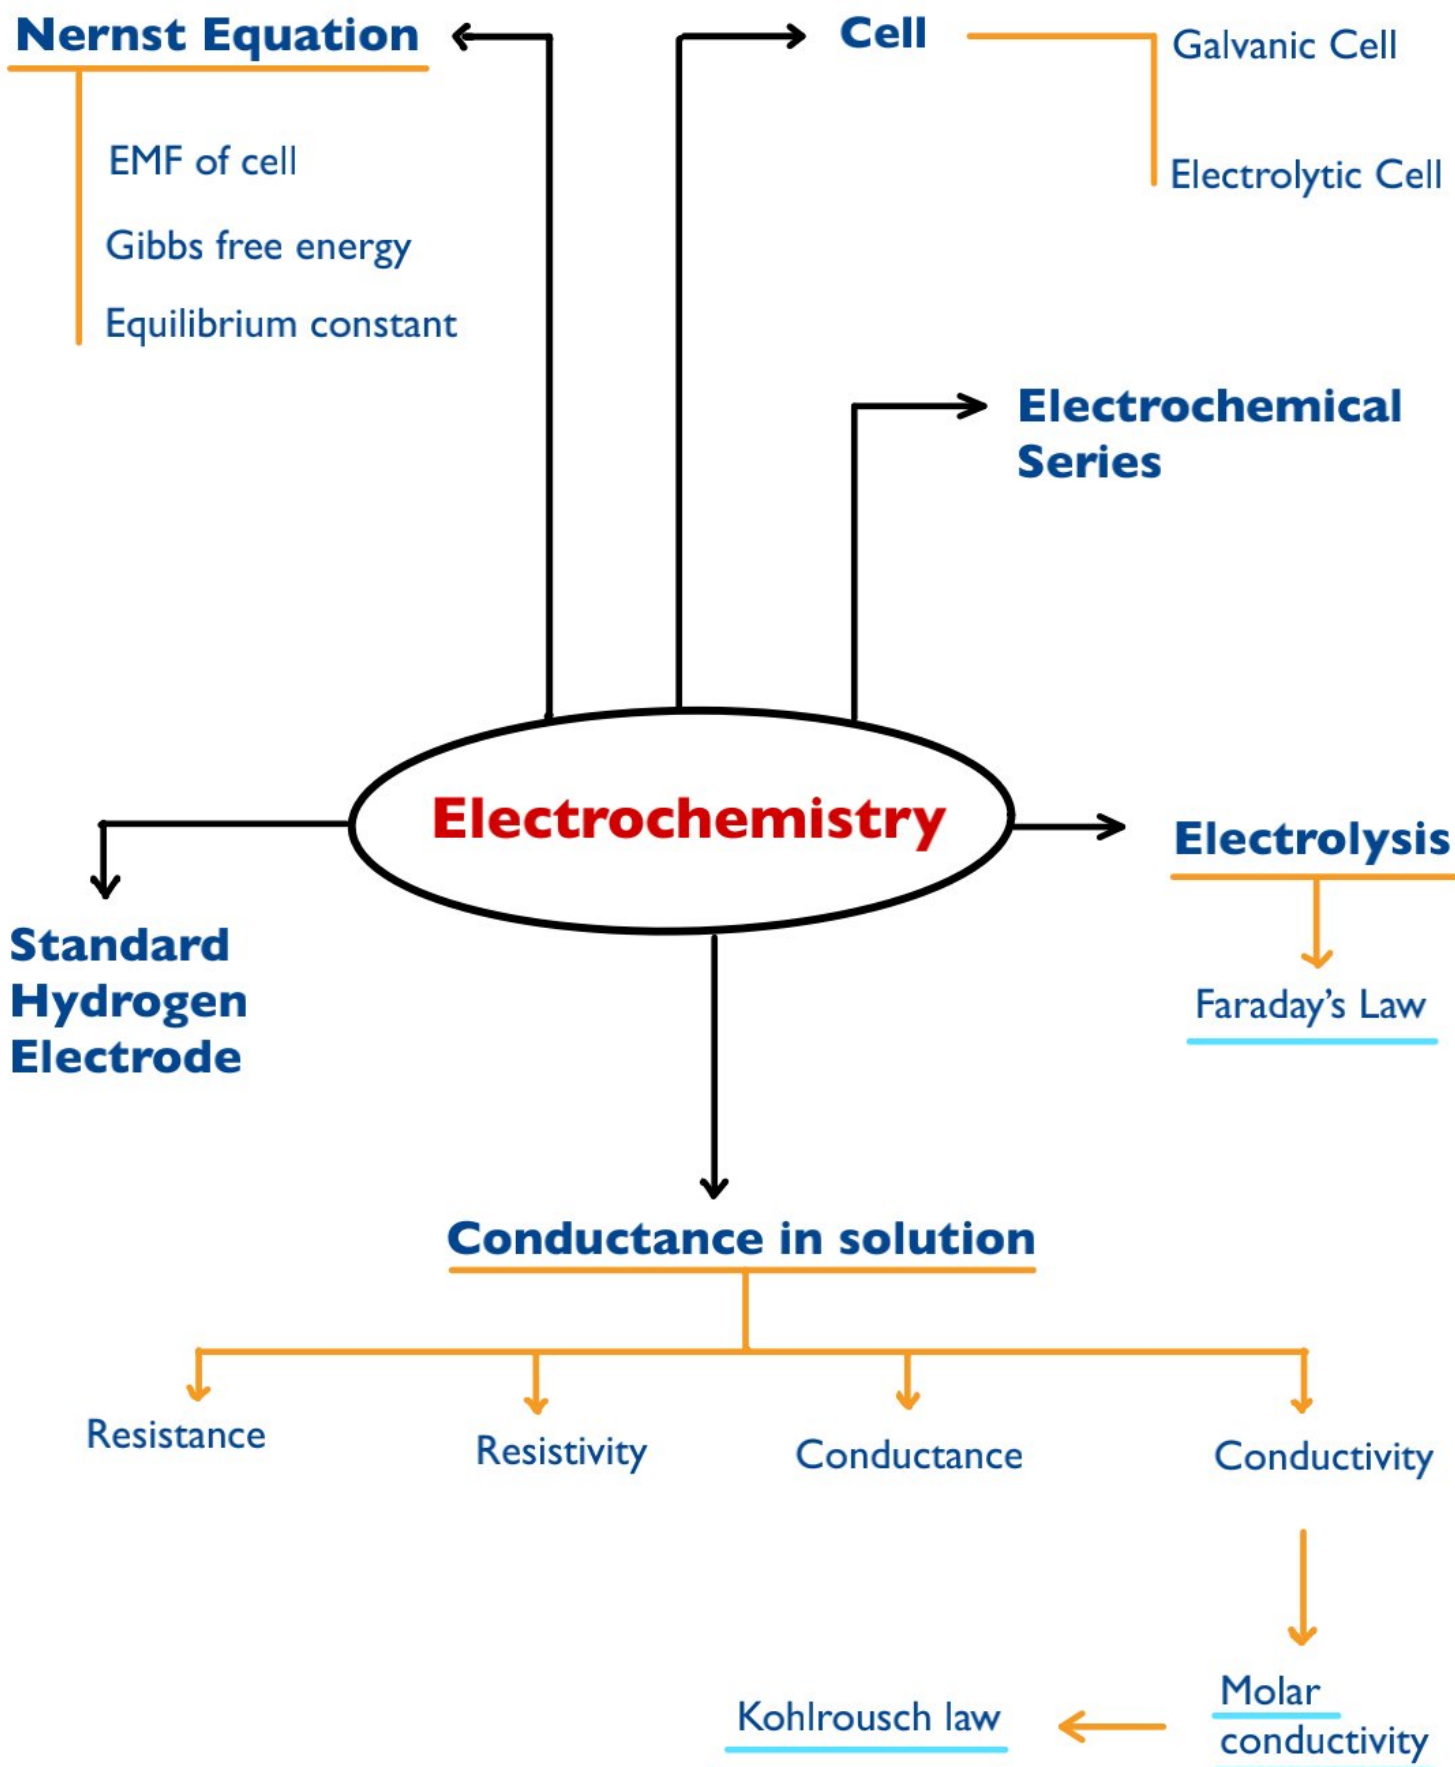 Nernst Equation
EMF of cell
Gibbs free energy
Equilibrium constant
Cell
Galvanic Cell
Electrolytic Cell
Electrochemical
Series
Electrochemistry
Electrolysis
Faraday’s Law
Standard
Hydrogen
Electrode
Conductance in solution
Resistance
Resistivity
Conductance
Conductivity
Molar
conductivity
Kohlrousch law